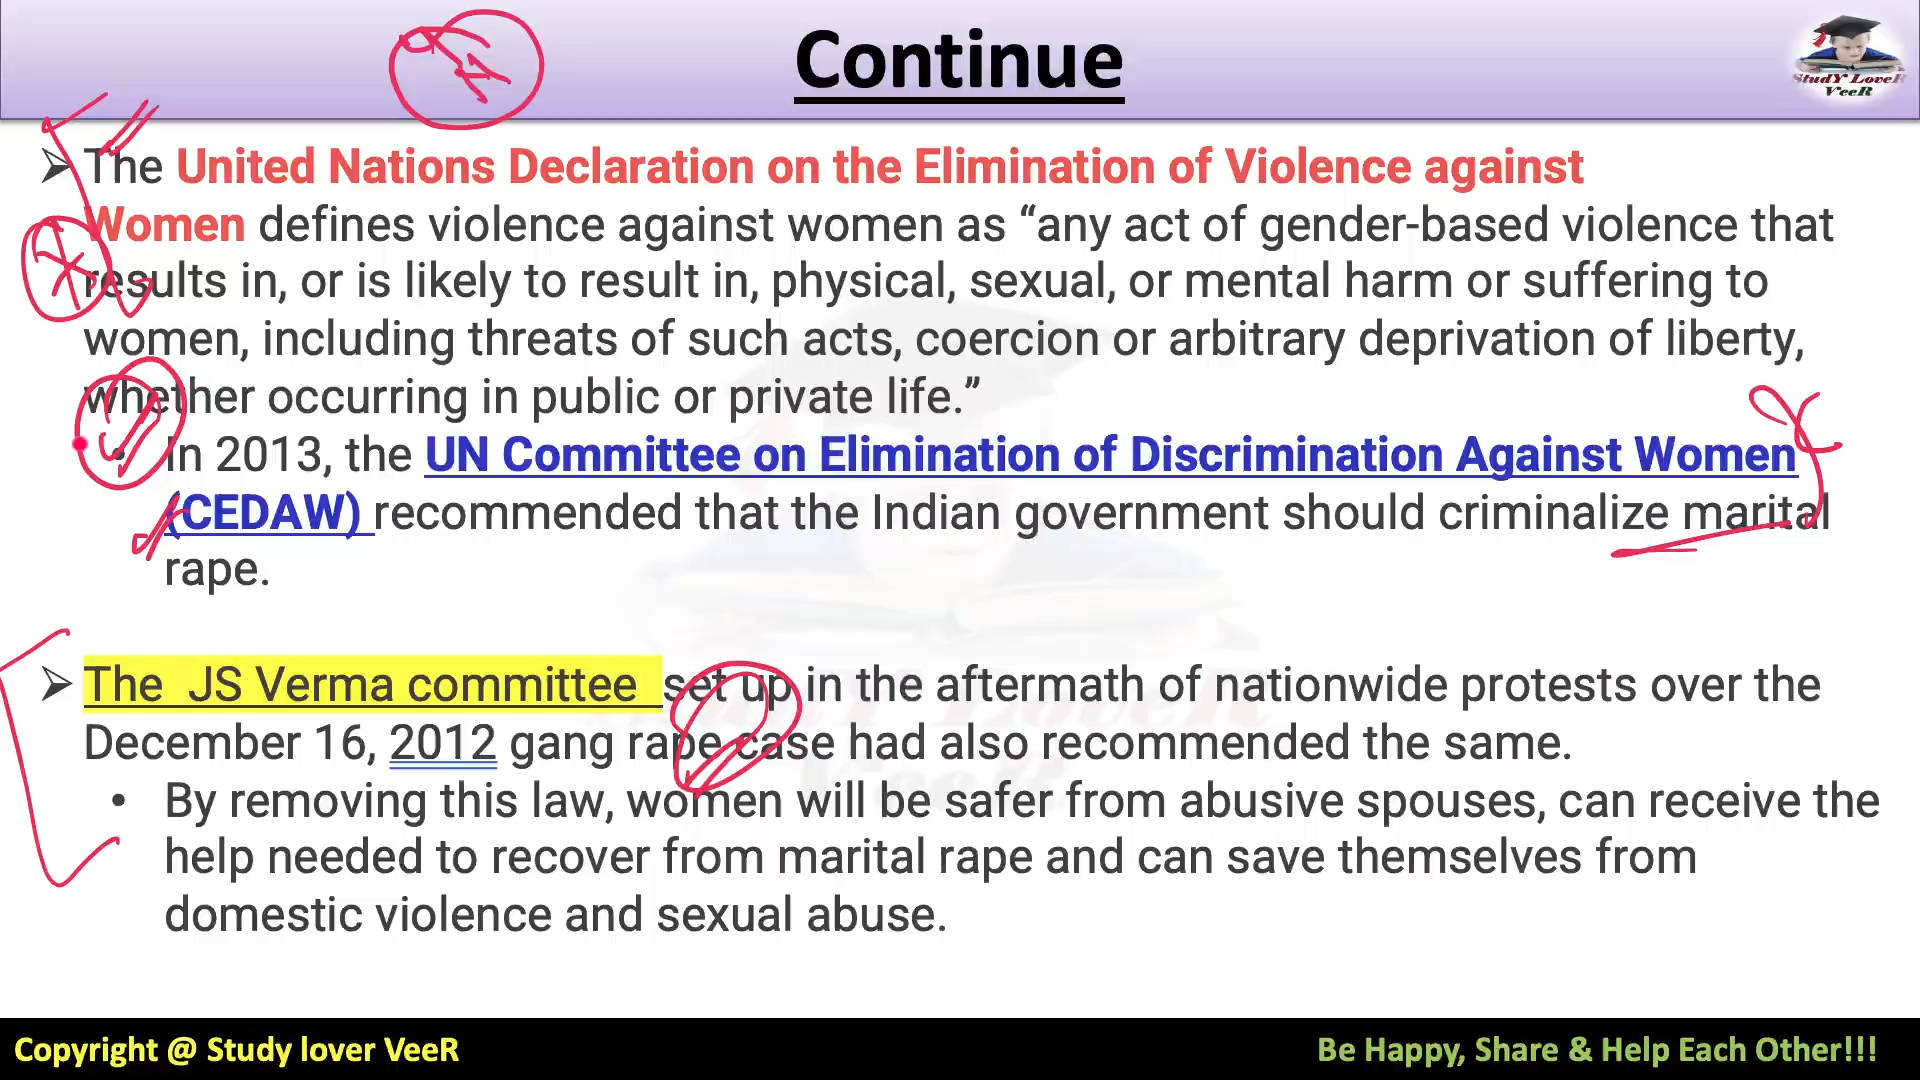 Continue
StudY LoveR
VeeR
➢ The United Nations Declaration on the Elimination of Violence against
Women defines violence against women as “any act of gender-based violence that
results in, or is likely to result in, physical, sexual, or mental harm or suffering to
women, including threats of such acts, coercion or arbitrary deprivation of liberty,
whether occurring in public or private life.”
• In 2013, the UN Committee on Elimination of Discrimination Against Women
(CEDAW) recommended that the Indian government should criminalize marital
rape.
➢ The JS Verma committee set up in the aftermath of nationwide protests over the
December 16, 2012 gang rape case had also recommended the same.
• By removing this law, women will be safer from abusive spouses, can receive the
help needed to recover from marital rape and can save themselves from
domestic violence and sexual abuse.
StudY LoveR
VeeR
Copyright @ Study lover VeeR
Be Happy, Share & Help Each Other!!!